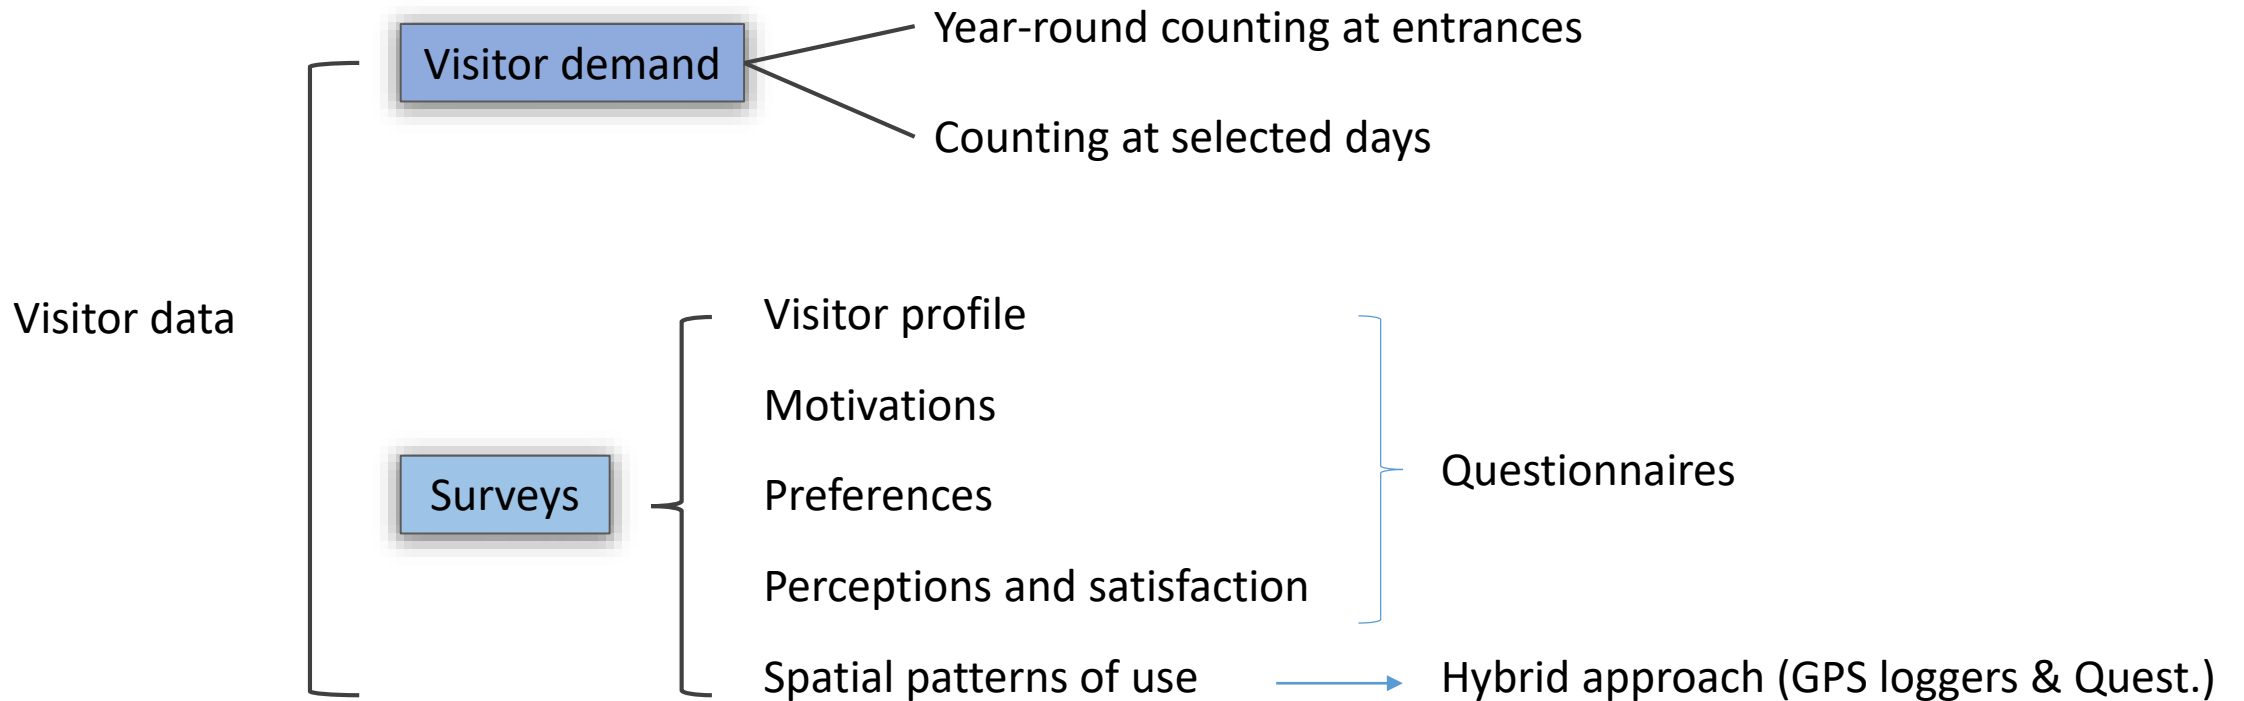 Visitor data
Visitor demand
Year-round counting at entrances
Counting at selected days
Surveys
Visitor profile
Motivations
Preferences
Perceptions and satisfaction
Spatial patterns of use
Questionnaires
Hybrid approach (GPS loggers & Quest.)